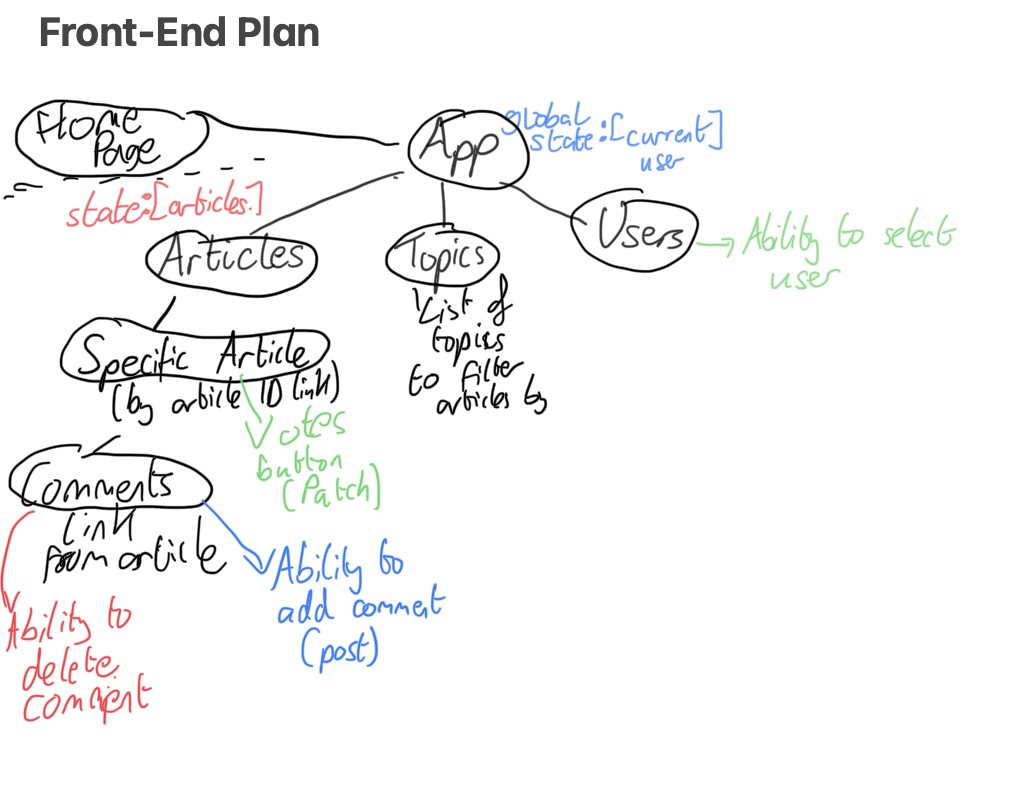 Front-End Plan
Home
Page
App
global
state:[current]
user
state:[articles.]
Articles
Topics
List of
topics
to filter
articles by
Users
Ability to select
user
Specific Article
(by article ID link)
Votes
button
(Patch)
Comments
Link
from article
Ability to
add comment
(post)
Ability to
delete
comment